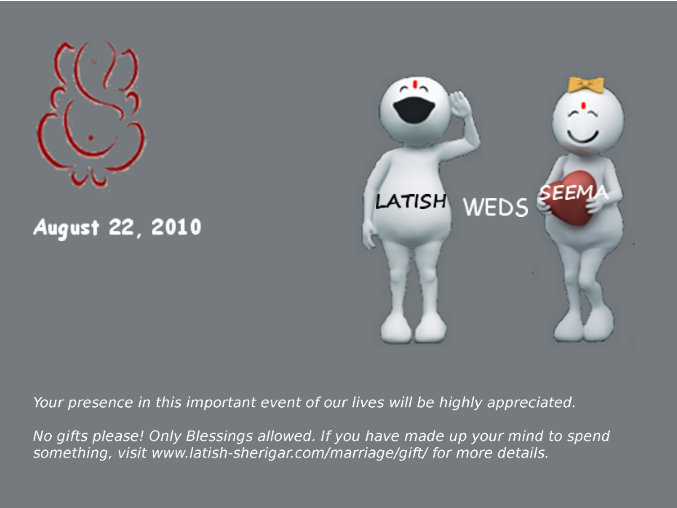 August 22, 2010
LATISH WEDS SEEMA
Your presence in this important event of our lives will be highly appreciated.
No gifts please! Only Blessings allowed. If you have made up your mind to spend
something, visit www.latish-sherigar.com/marriage/gift/ for more details.